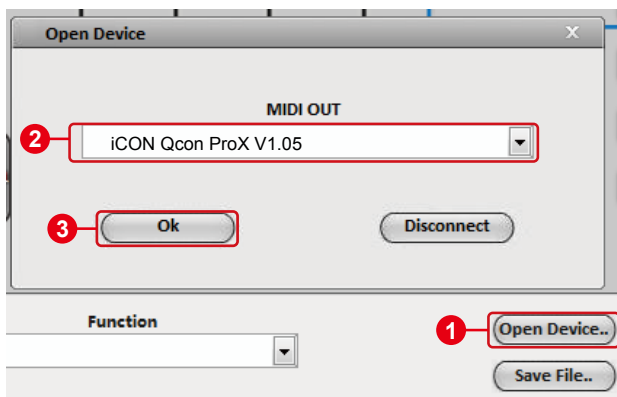 Open Device
X
MIDI OUT
2
iCON Qcon ProX V1.05
3
Ok
Disconnect
Function
1
Open Device..
Save File..